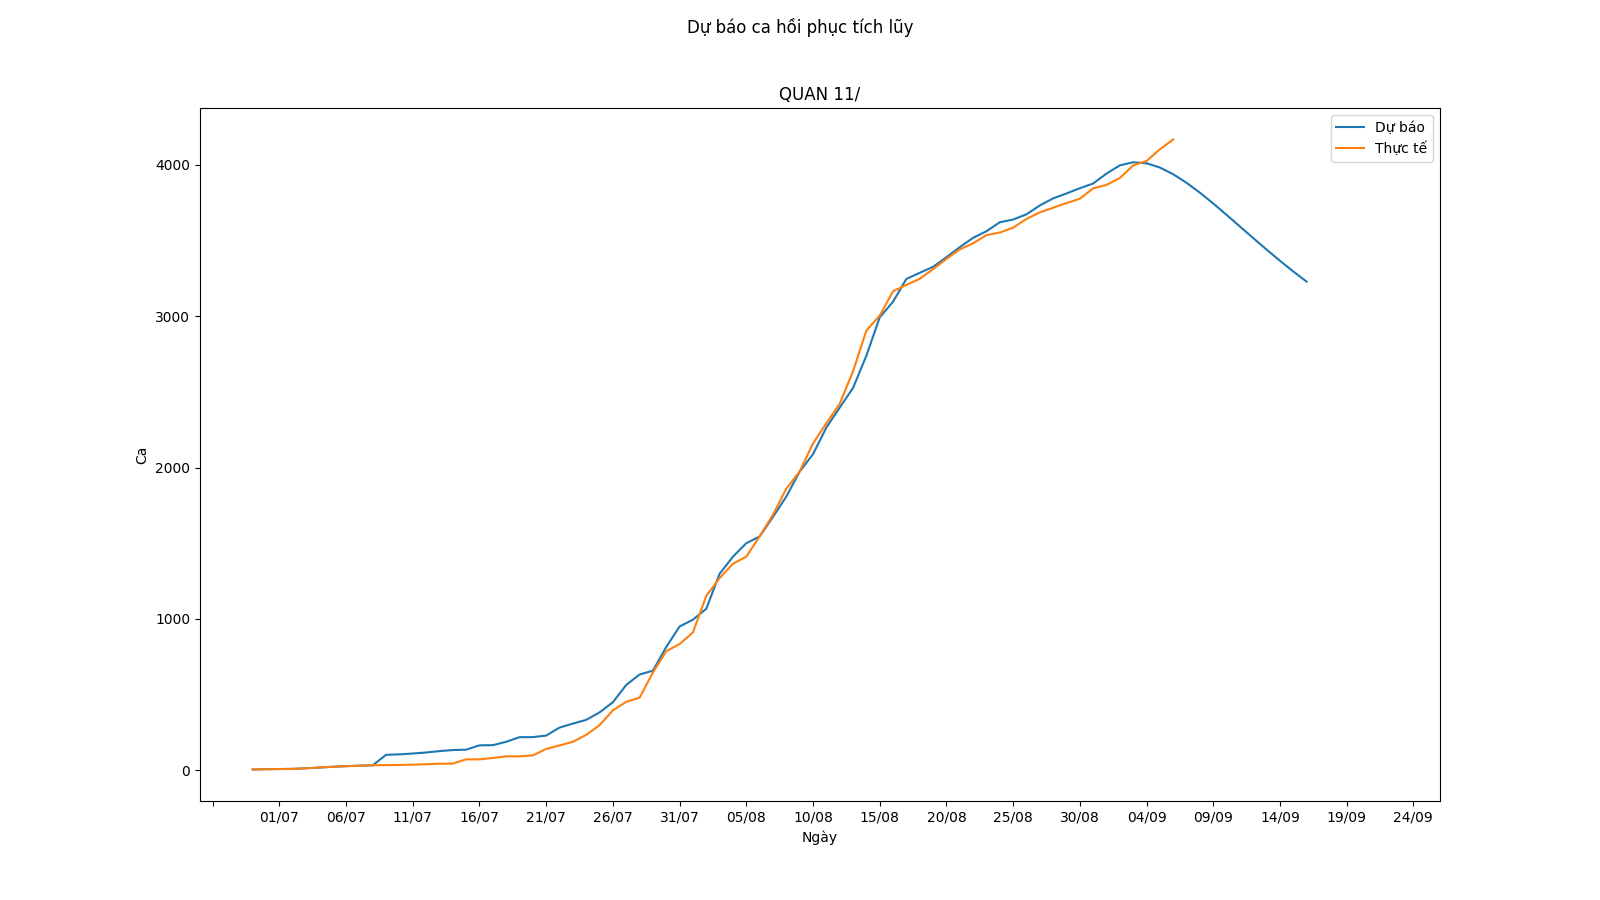 Dự báo ca hồi phục tích lũy
QUAN 11/
Dự báo
Thực tế
4000
3000
2000
1000
0
Ca
01/07 06/07 11/07 16/07 21/07 26/07 31/07 05/08 10/08 15/08 20/08 25/08 30/08 04/09 09/09 14/09 19/09 24/09
Ngày